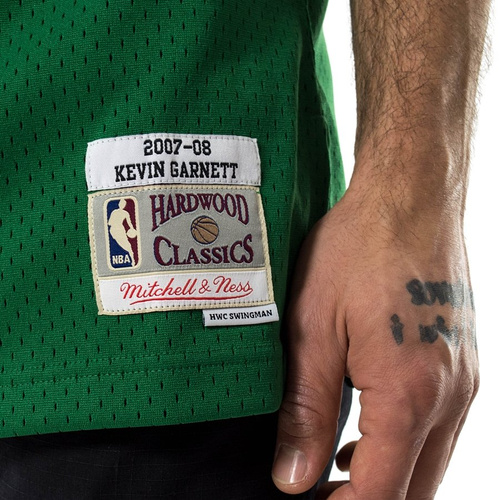 2007-08
KEVIN GARNETT
HARDWOOD
CLASSICS
NBA
Mitchell & Ness
HWC SWINGMAN